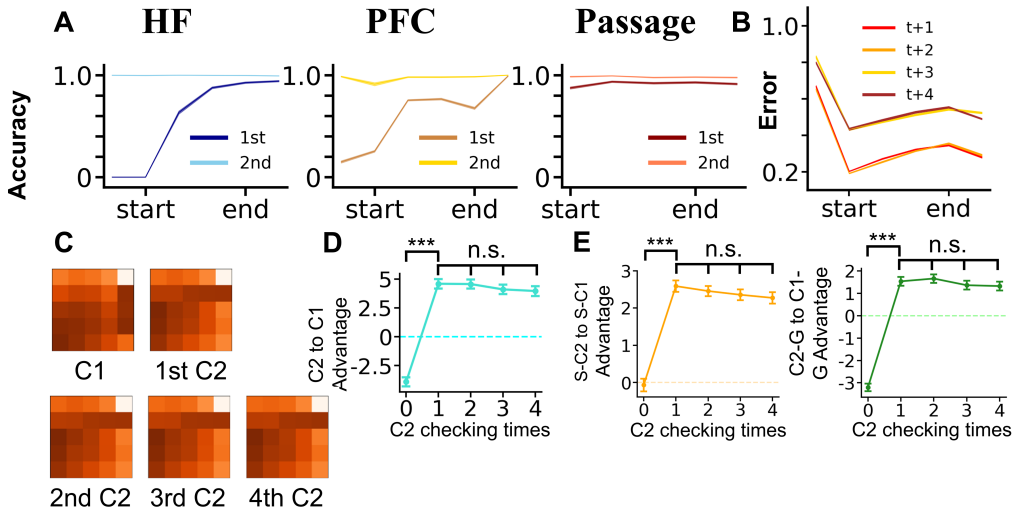 A
HF
PFC
Passage
B
Accuracy
1.0
0
1st
2nd
start
end
1.0
0
1st
2nd
start
end
1.0
0
1st
2nd
start
end
Error
1.0
0.2
t+1
t+2
t+3
t+4
C
C1
1st C2
2nd C2
3rd C2
4th C2
D
***
n.s.
C2 to C1
Advantage
5
2.5
0
-2.5
0 1 2 3 4
C2 checking times
E
***
n.s.
S-C2 to S-C1
Advantage
3
2
1
0
0 1 2 3 4
C2 checking times
***
n.s.
C2-G to C1-
G Advantage
2
1
0
-1
-2
-3
0 1 2 3 4
C2 checking times